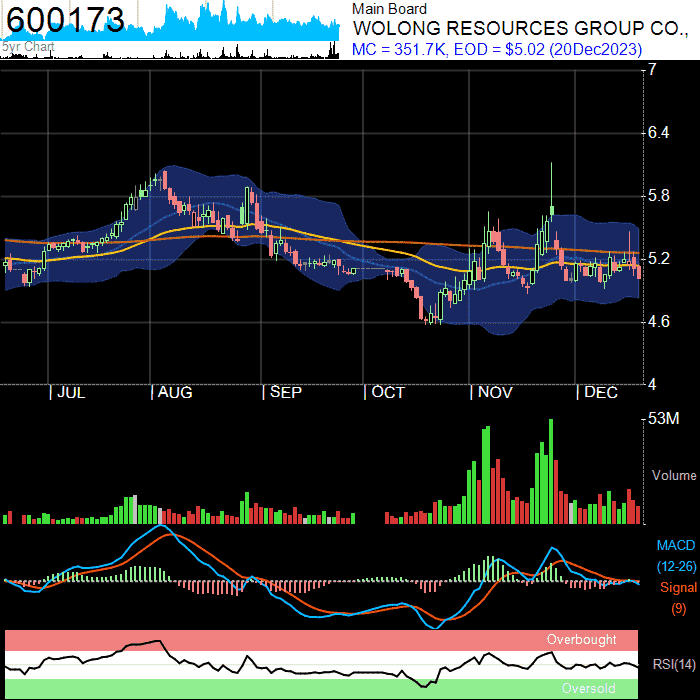 600173
5yr Chart
Main Board
WOLONG RESOURCES GROUP CO.,
MC = 351.7K, EOD = $5.02 (20Dec2023)
7
6.4
5.8
5.2
4.6
4
JUL AUG SEP OCT NOV DEC
53M
Volume
MACD
(12-26)
Signal
(9)
Overbought
RSI(14)
Oversold